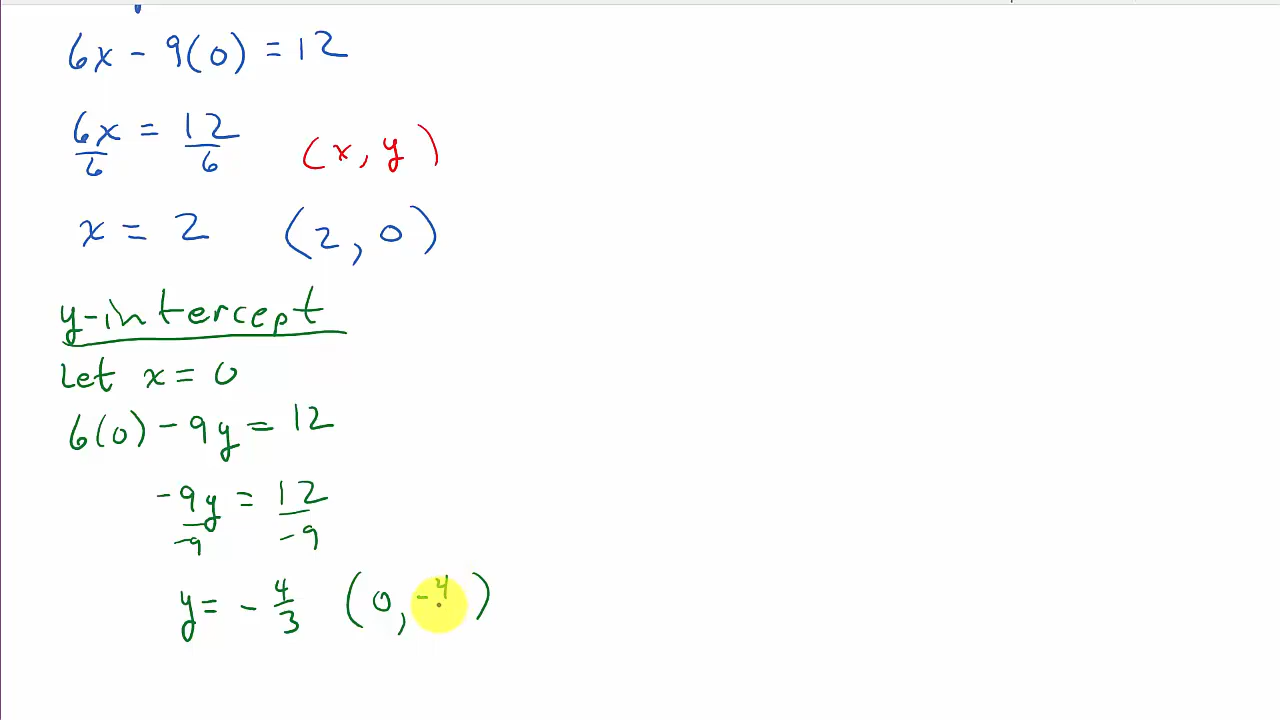 6x - 9(0) = 12
6x/6 = 12/6 (x, y)
x = 2 (2, 0)
y-intercept
Let x = 0
6(0) - 9y = 12
-9y/-9 = 12/-9
y = - 4/3 (0, -4 )